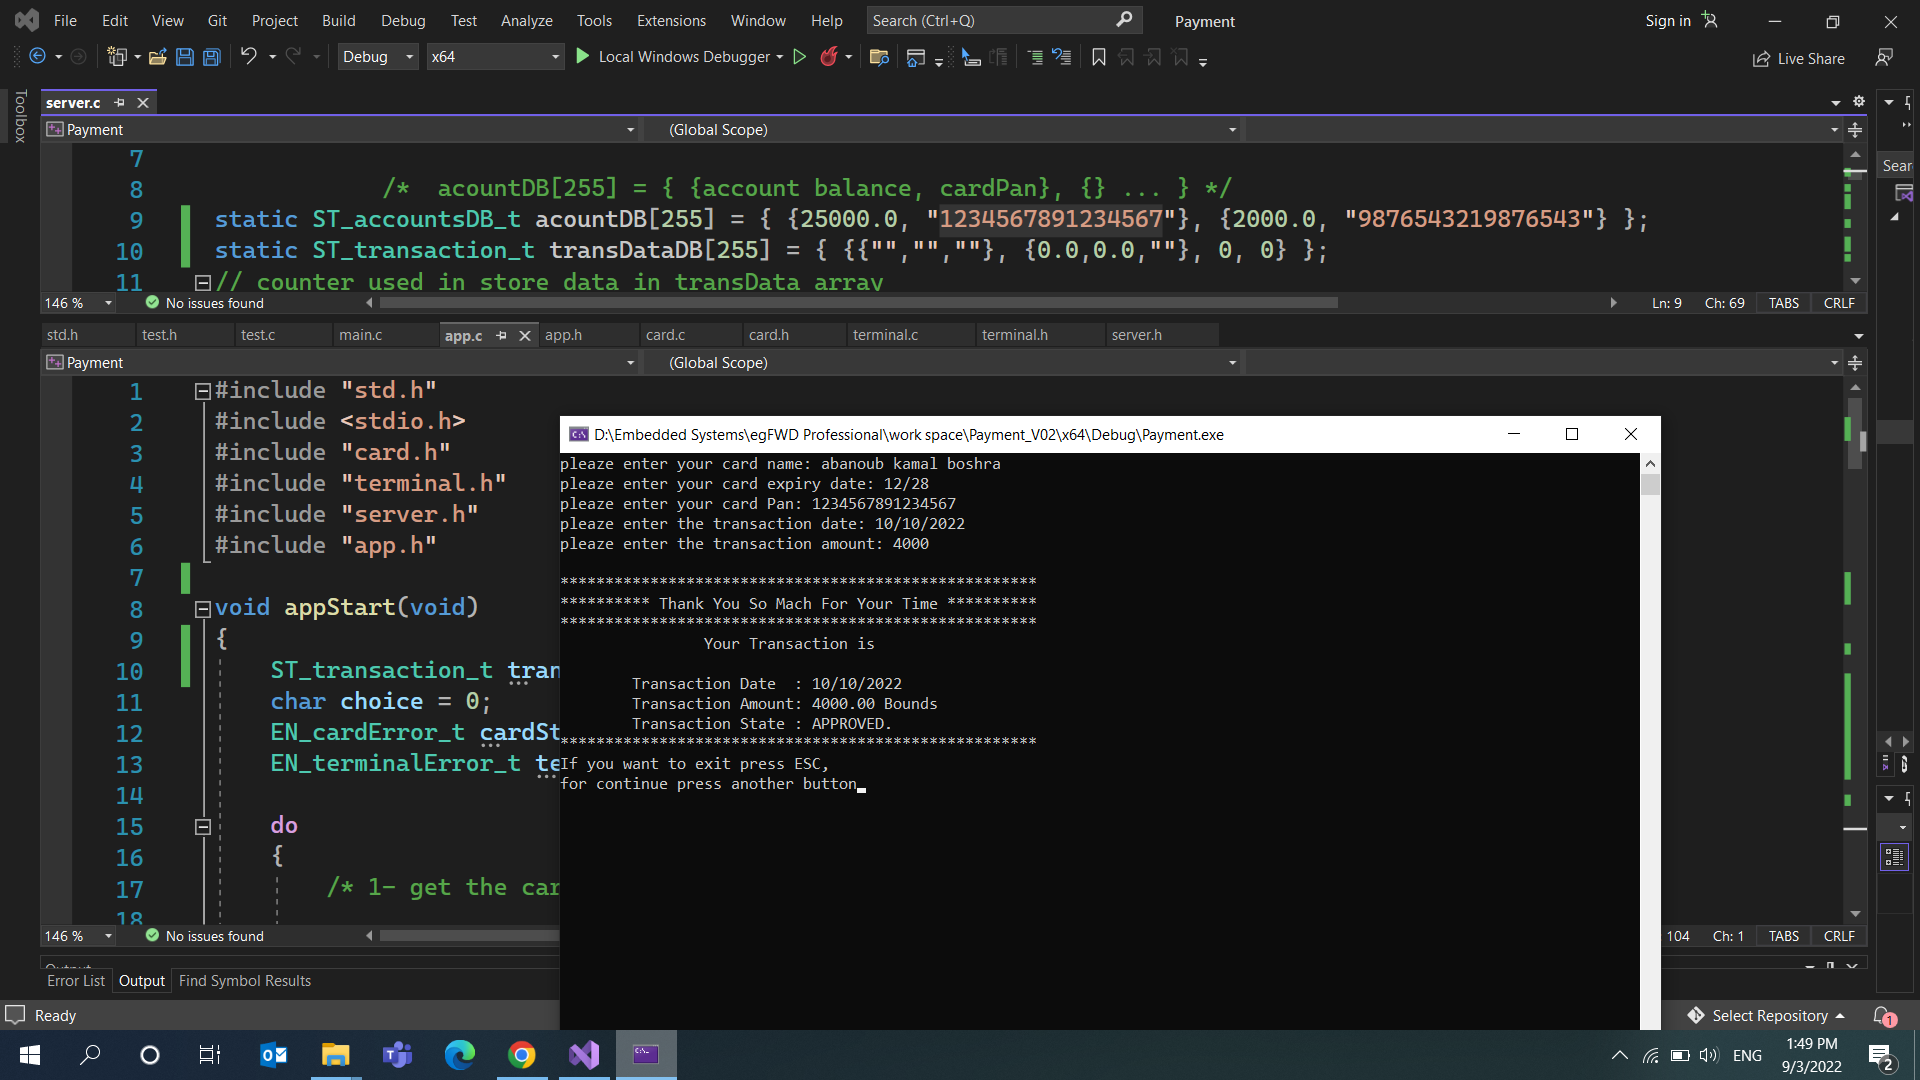 File Edit View Git Project Build Debug Test Analyze Tools Extensions Window Help Search (Ctrl+Q) Payment Sign in
Debug x64 Local Windows Debugger Live Share
Toolbox
server.c
Payment (Global Scope)
7
8 /* acountDB[255] = { {account balance, cardPan}, {} ... } */
9 static ST_accountsDB_t acountDB[255] = { {25000.0, "1234567891234567"}, {2000.0, "9876543219876543"} };
10 static ST_transaction_t transDataDB[255] = { {{"","",""}, {0.0,0.0,""}, 0, 0} };
11 // counter used in store data in transData array
146 % No issues found Ln: 9 Ch: 69 TABS CRLF
std.h test.h test.c main.c app.c app.h card.c card.h terminal.c terminal.h server.h
Payment (Global Scope)
1 #include "std.h"
2 #include <stdio.h>
3 #include "card.h"
4 #include "terminal.h"
5 #include "server.h"
6 #include "app.h"
7
8 void appStart(void)
9 {
10 ST_transaction_t tran
11 char choice = 0;
12 EN_cardError_t cardSt
13 EN_terminalError_t te
14
15 do
16 {
17 /* 1- get the car
18
146 % No issues found 104 Ch: 1 TABS CRLF
D:\Embedded Systems\egFWD Professional\work space\Payment_V02\x64\Debug\Payment.exe
pleaze enter your card name: abanoub kamal boshra
pleaze enter your card expiry date: 12/28
pleaze enter your card Pan: 1234567891234567
pleaze enter the transaction date: 10/10/2022
pleaze enter the transaction amount: 4000
*****************************************************
********** Thank You So Mach For Your Time **********
*****************************************************
Your Transaction is
Transaction Date : 10/10/2022
Transaction Amount: 4000.00 Bounds
Transaction State : APPROVED.
*****************************************************
If you want to exit press ESC,
for continue press another button
Output
Error List Output Find Symbol Results
Ready Select Repository 1
ENG 1:49 PM
9/3/2022 2
Sear